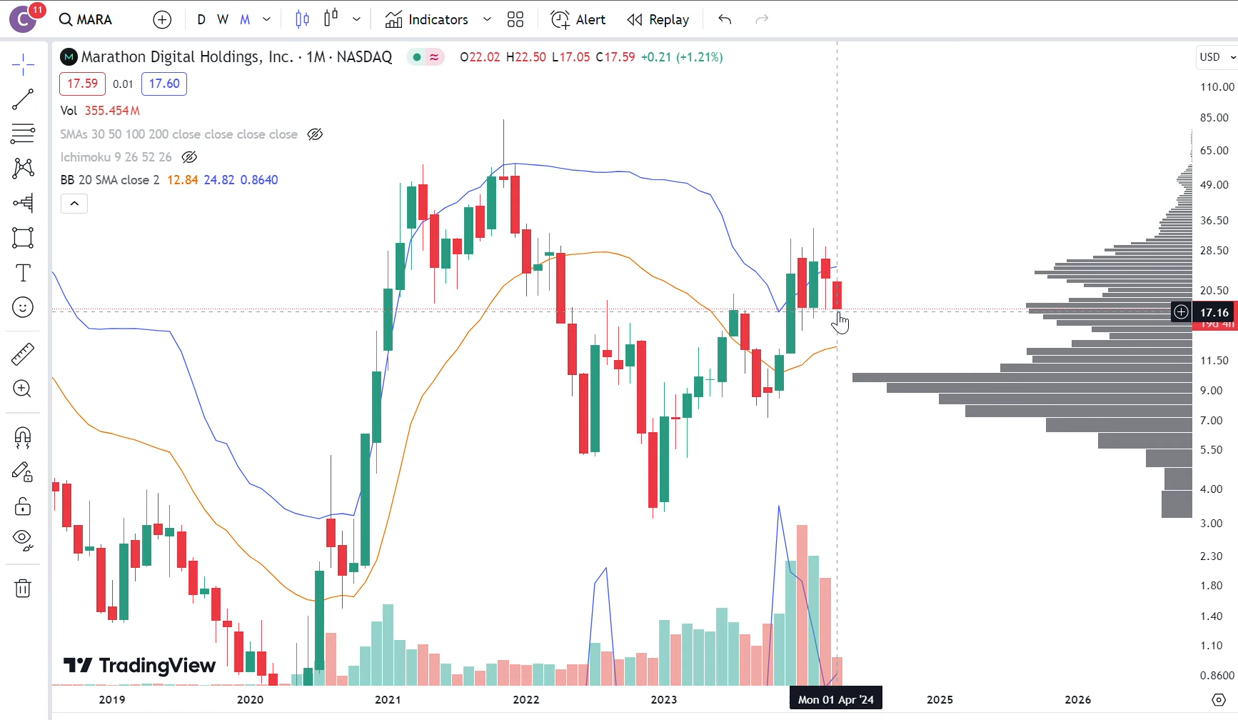 C 11 MARA D W M Indicators Alert Replay
Marathon Digital Holdings, Inc. · 1M · NASDAQ ≈ O22.02 H22.50 L17.05 C17.59 +0.21 (+1.21%) USD
17.59 0.01 17.60
110.00
Vol 355.454M
85.00
SMAs 30 50 100 200 close close close close
65.00
Ichimoku 9 26 52 26
BB 20 SMA close 2 12.84 24.82 0.8640
49.00
36.50
28.50
20.50
17.16
19d 4h
11.50
9.00
7.00
5.50
4.00
3.00
2.30
1.80
1.40
1.10
TradingView
0.8600
2019 2020 2021 2022 2023 Mon 01 Apr '24 2025 2026